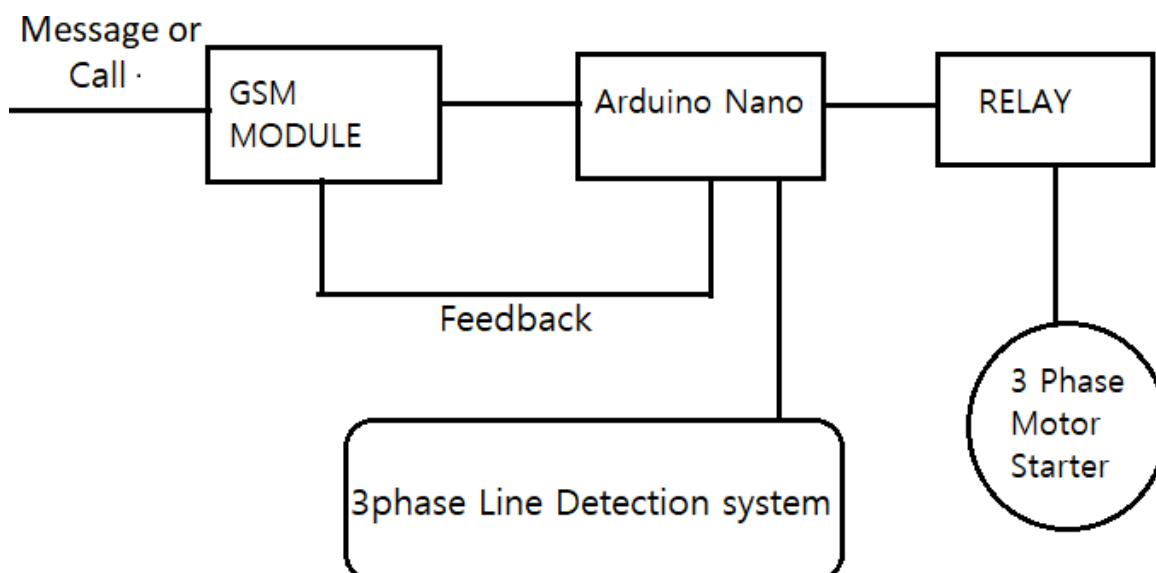 Message or
Call ·
GSM
MODULE
Arduino Nano
RELAY
Feedback
3 Phase
Motor
Starter
3phase Line Detection system